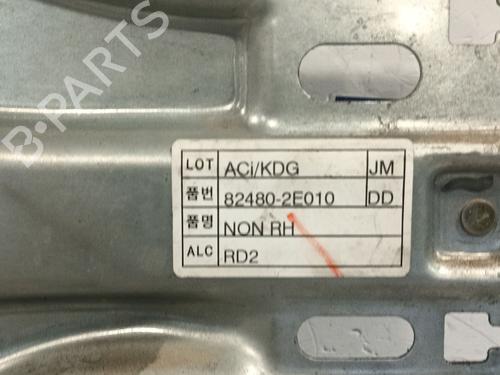 B-PARTS
LOT ACi/KDG JM
품번 82480-2E010 DD
품명 NON RH
ALC RD2